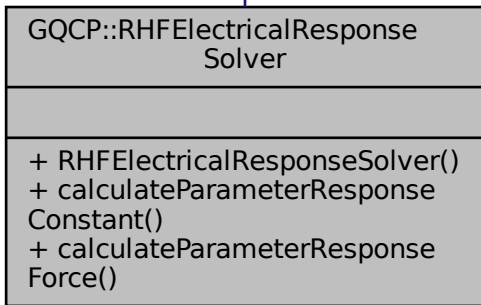 GQCP::RHFElectricalResponse
Solver
+ RHFElectricalResponseSolver()
+ calculateParameterResponse
Constant()
+ calculateParameterResponse
Force()